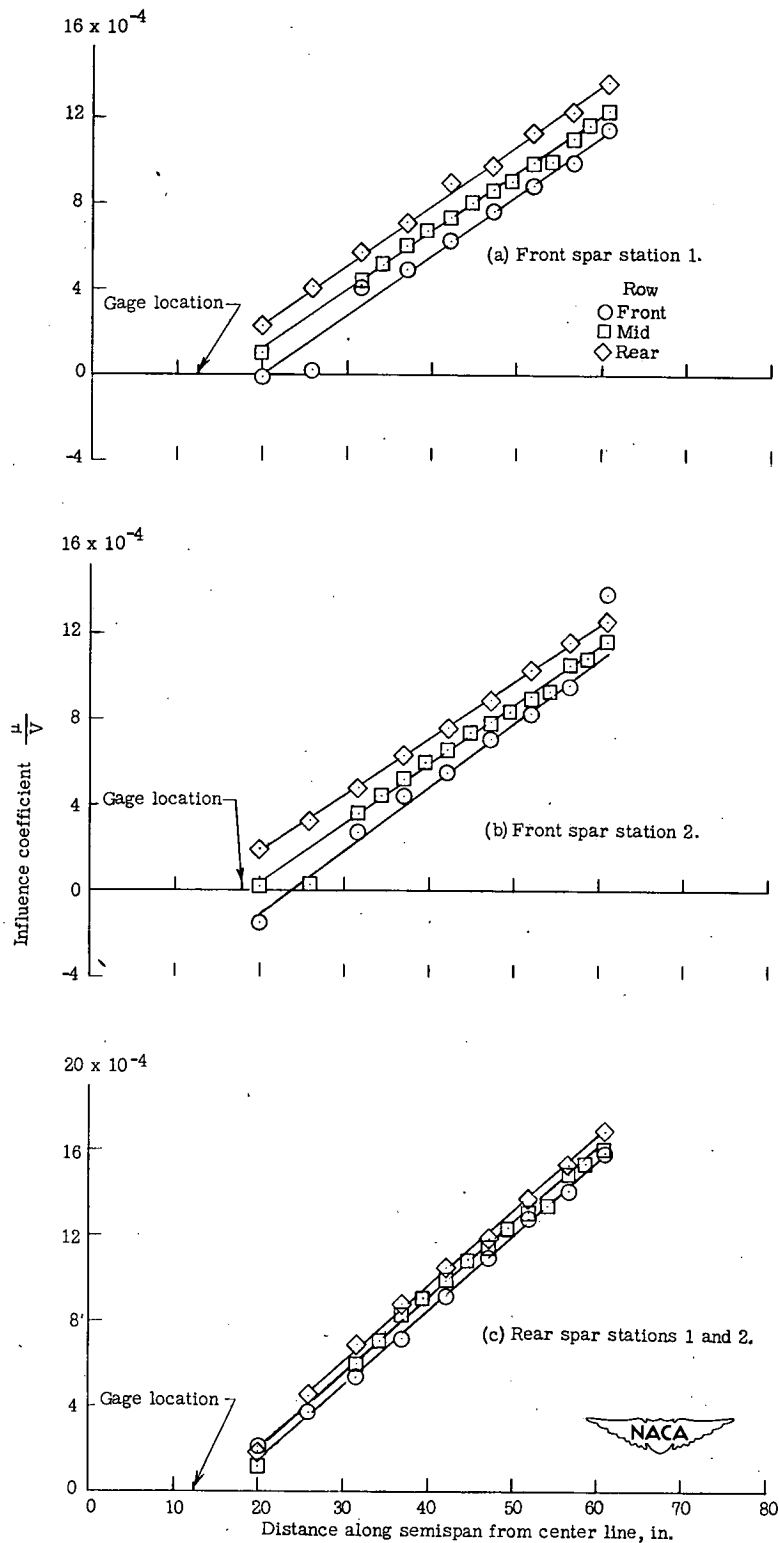 16 x 10⁻⁴
12
8
4
0
-4
Gage location
(a) Front spar station 1.
Row
Front
Mid
Rear
16 x 10⁻⁴
12
8
4
0
-4
Influence coefficient μ/V
Gage location
(b) Front spar station 2.
20 x 10⁻⁴
16
12
8
4
0
Gage location
(c) Rear spar stations 1 and 2.
NACA
0 10 20 30 40 50 60 70 80
Distance along semispan from center line, in.